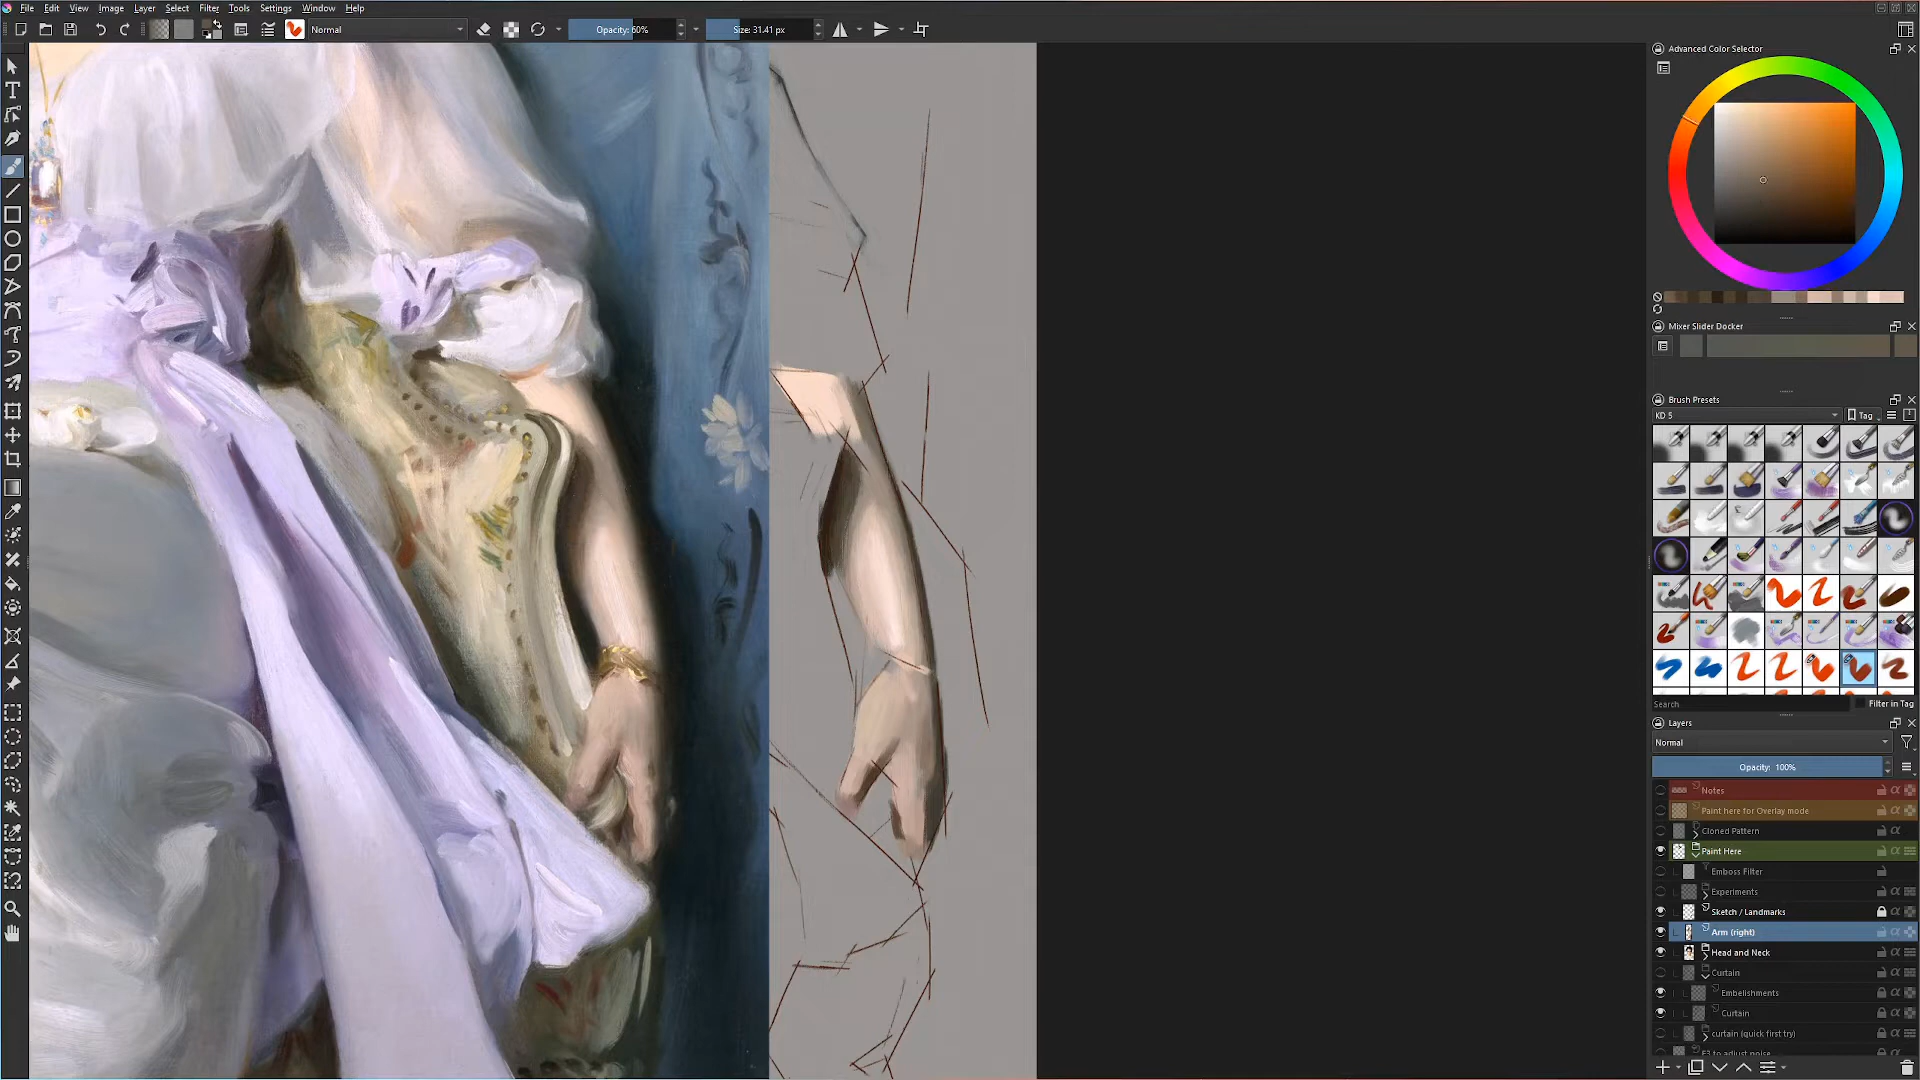 File Edit View Image Layer Select Filter Tools Settings Window Help
Normal
Opacity: 60%
Size: 31.41 px
Advanced Color Selector
Mixer Slider Docker
Brush Presets
KD 5
Tag
Search
Filter in Tag
Layers
Normal
Opacity: 100%
Notes
Paint here for Overlay mode
Cloned Pattern
Paint Here
Emboss Filter
Experiments
Sketch / Landmarks
Arm (right)
Head and Neck
Curtain
Embelishments
Curtain
curtain (quick first try)